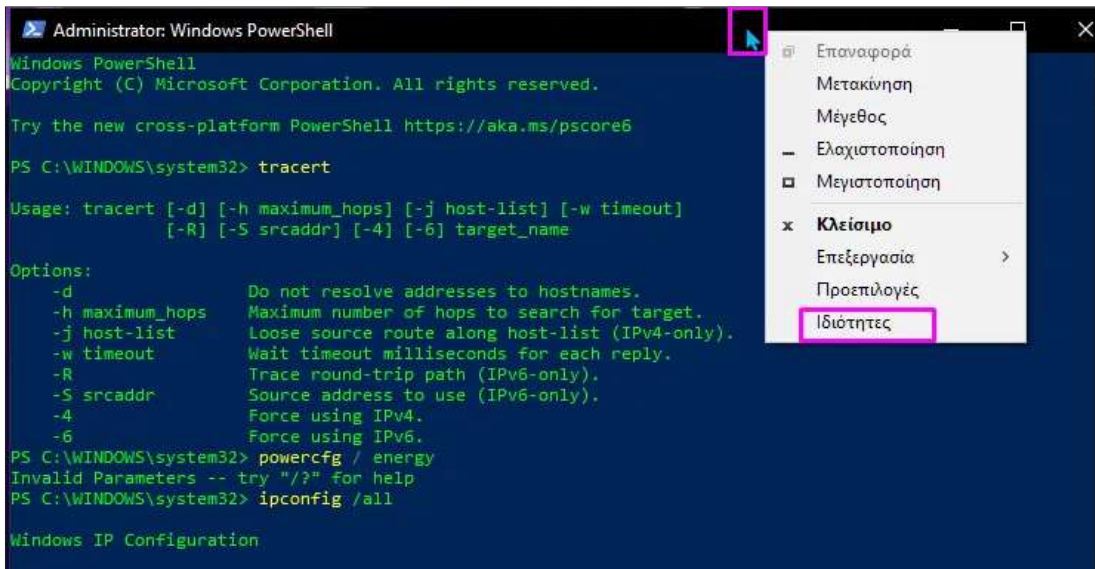 Administrator: Windows PowerShell
Windows PowerShell
Copyright (C) Microsoft Corporation. All rights reserved.
Try the new cross-platform PowerShell https://aka.ms/pscore6
PS C:\WINDOWS\system32> tracert
Usage: tracert [-d] [-h maximum_hops] [-j host-list] [-w timeout]
[-R] [-S srcaddr] [-4] [-6] target_name
Options:
-d Do not resolve addresses to hostnames.
-h maximum_hops Maximum number of hops to search for target.
-j host-list Loose source route along host-list (IPv4-only).
-w timeout Wait timeout milliseconds for each reply.
-R Trace round-trip path (IPv6-only).
-S srcaddr Source address to use (IPv6-only).
-4 Force using IPv4.
-6 Force using IPv6.
PS C:\WINDOWS\system32> powercfg / energy
Invalid Parameters -- try "/?" for help
PS C:\WINDOWS\system32> ipconfig /all
Windows IP Configuration
Επαναφορά
Μετακίνηση
Μέγεθος
Ελαχιστοποίηση
Μεγιστοποίηση
Κλείσιμο
Επεξεργασία
Προεπιλογές
Ιδιότητες